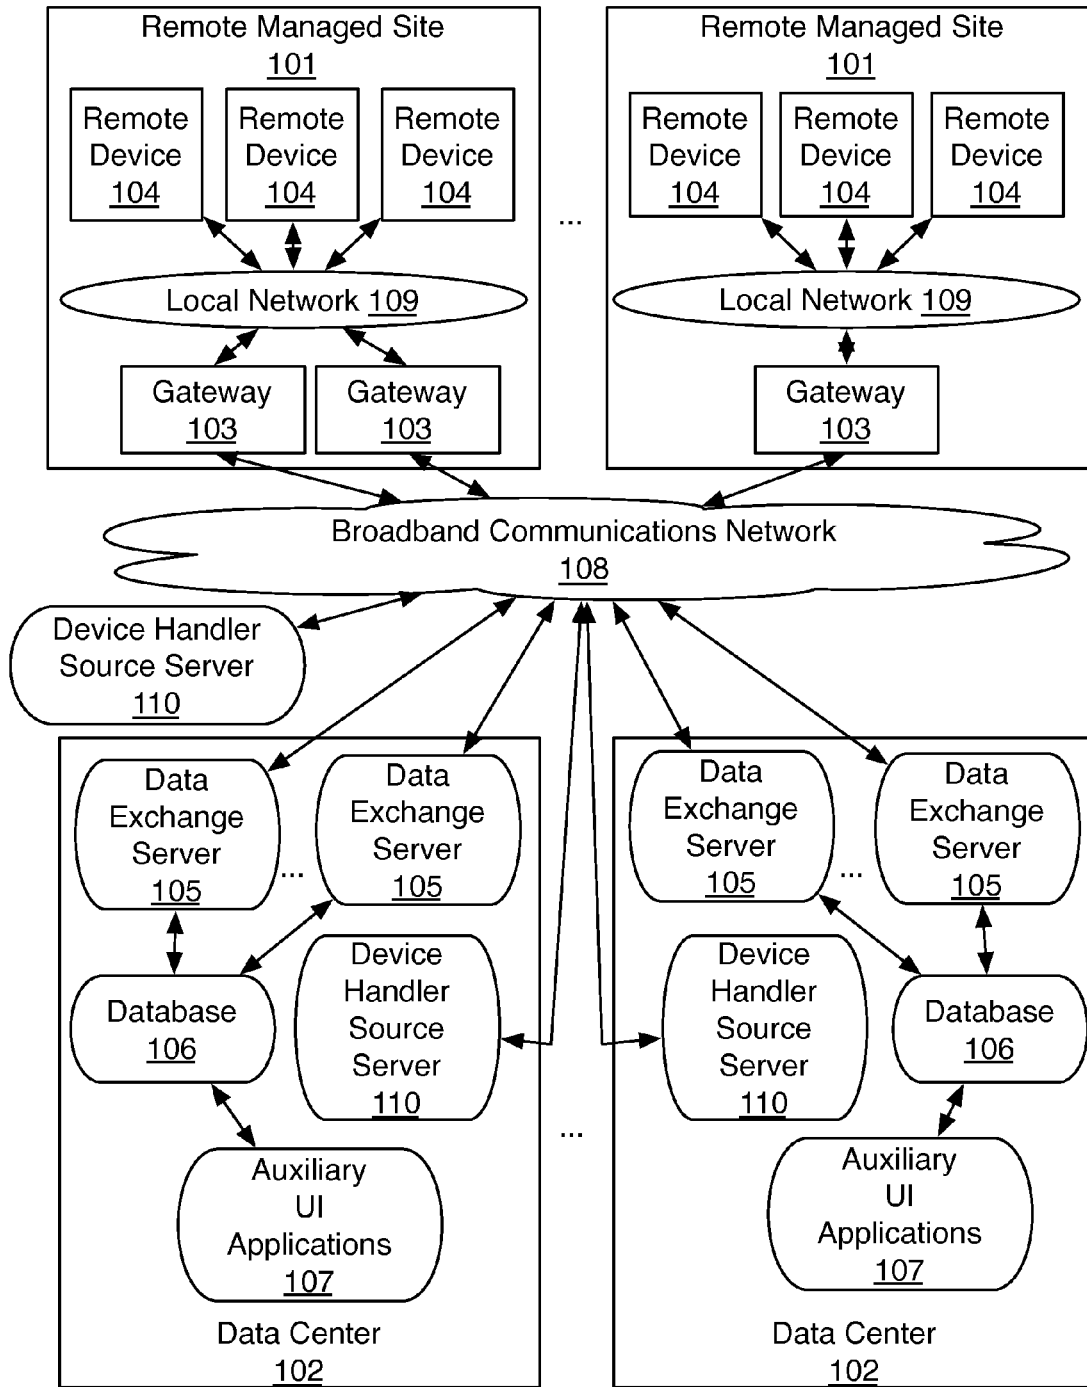 Remote Managed Site
101
Remote
Device
104
Remote
Device
104
Remote
Device
104
Local Network 109
Gateway
103
Gateway
103
...
Remote Managed Site
101
Remote
Device
104
Remote
Device
104
Remote
Device
104
Local Network 109
Gateway
103
Broadband Communications Network
108
Device Handler
Source Server
110
Data
Exchange
Server
105
...
Data
Exchange
Server
105
Database
106
Device
Handler
Source
Server
110
Auxiliary
UI
Applications
107
Data Center
102
...
Data
Exchange
Server
105
...
Data
Exchange
Server
105
Device
Handler
Source
Server
110
Database
106
Auxiliary
UI
Applications
107
Data Center
102